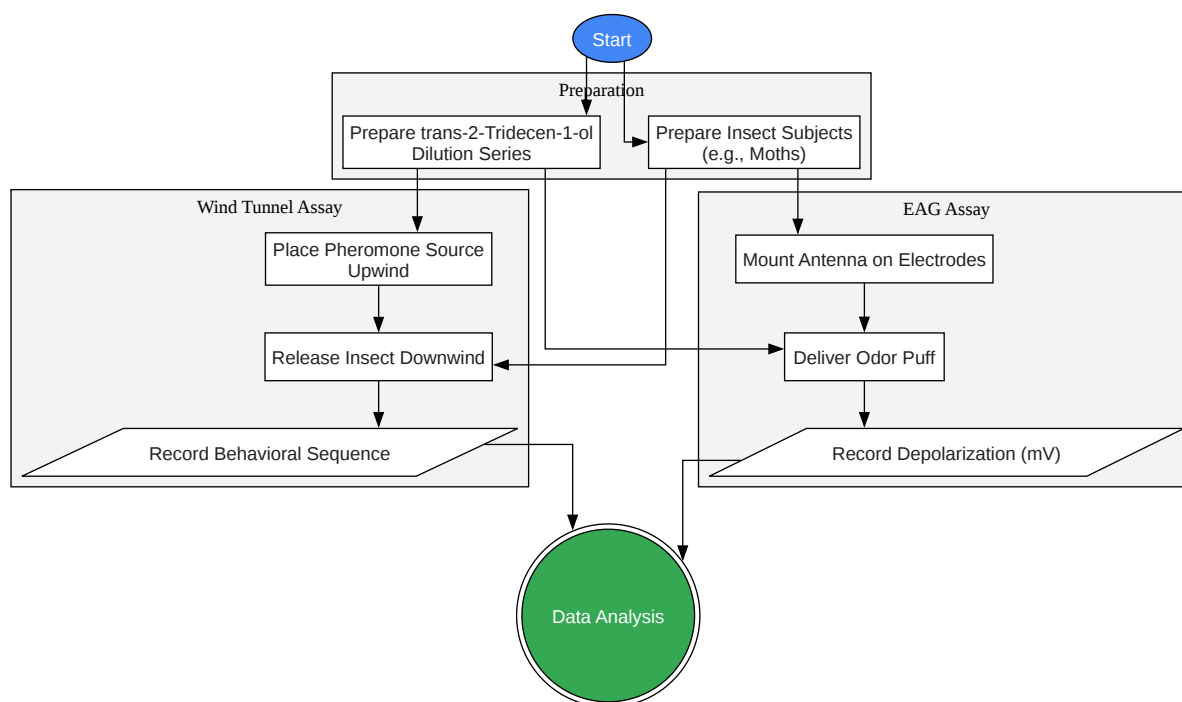 Start
Preparation
Prepare trans-2-Tridecen-1-ol
Dilution Series
Prepare Insect Subjects
(e.g., Moths)
Wind Tunnel Assay
EAG Assay
Place Pheromone Source
Upwind
Mount Antenna on Electrodes
Release Insect Downwind
Deliver Odor Puff
Record Behavioral Sequence
Record Depolarization (mV)
Data Analysis